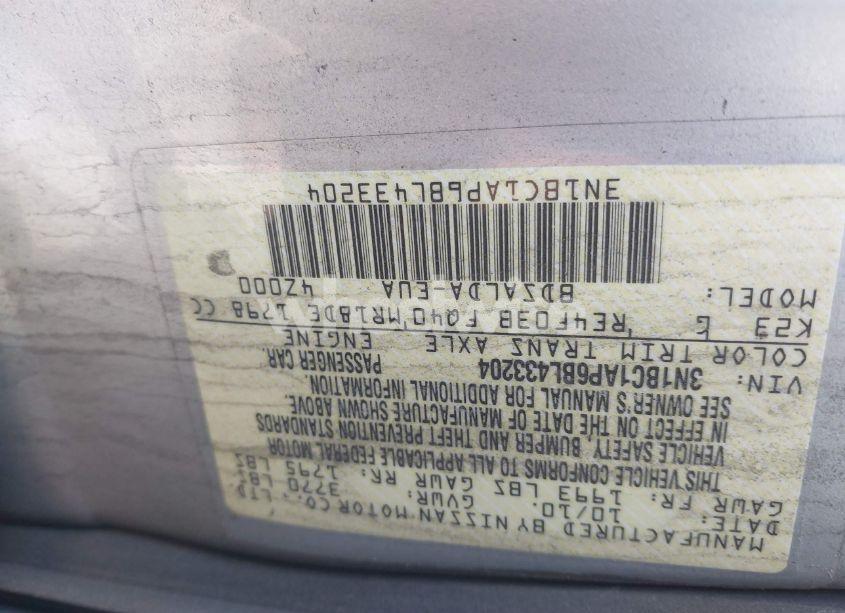 MANUFACTURED BY NISSAN MOTOR CO., LTD.
DATE: 10/10. GVWR: 3770 LBS
GAWR FR: 1993 LBS GAWR RR: 1795 LBS
THIS VEHICLE CONFORMS TO ALL APPLICABLE FEDERAL MOTOR
VEHICLE SAFETY, BUMPER AND THEFT PREVENTION STANDARDS
IN EFFECT ON THE DATE OF MANUFACTURE SHOWN ABOVE.
SEE OWNER'S MANUAL FOR ADDITIONAL INFORMATION.
VIN: 3N1BC1AP6BL433204 PASSENGER CAR.
COLOR TRIM TRANS AXLE ENGINE
K23 G RE4F03B FQ40 MR18DE 1798 CC
MODEL: BDZALDA-EUA 4Z000
3N1BC1AP6BL433204